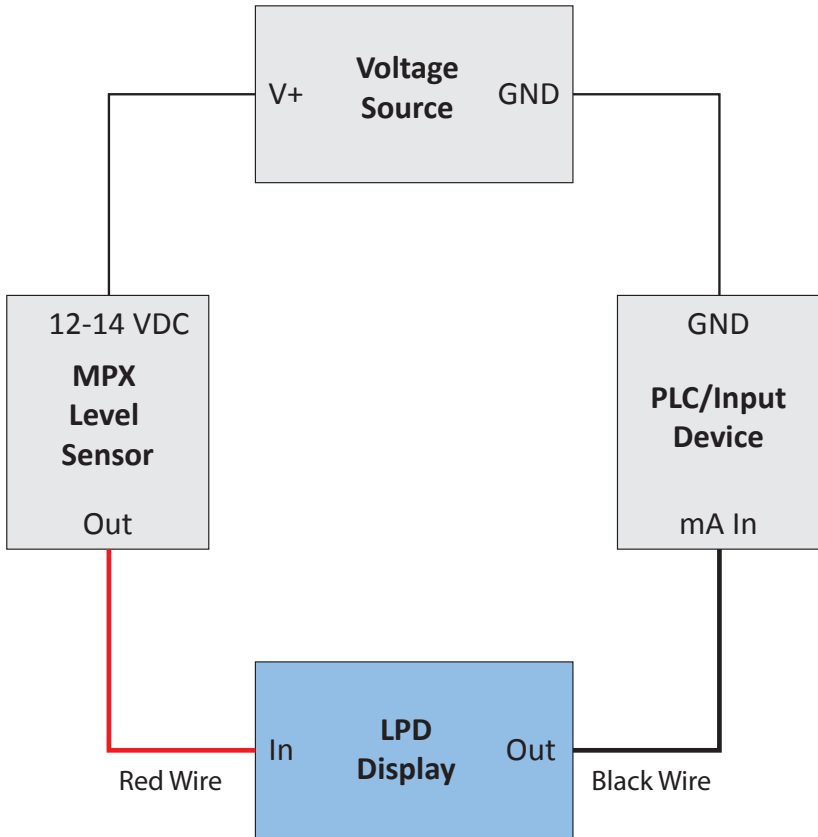 Voltage
Source
V+
GND
12-14 VDC
MPX
Level
Sensor
Out
GND
PLC/Input
Device
mA In
LPD
Display
In
Out
Red Wire
Black Wire